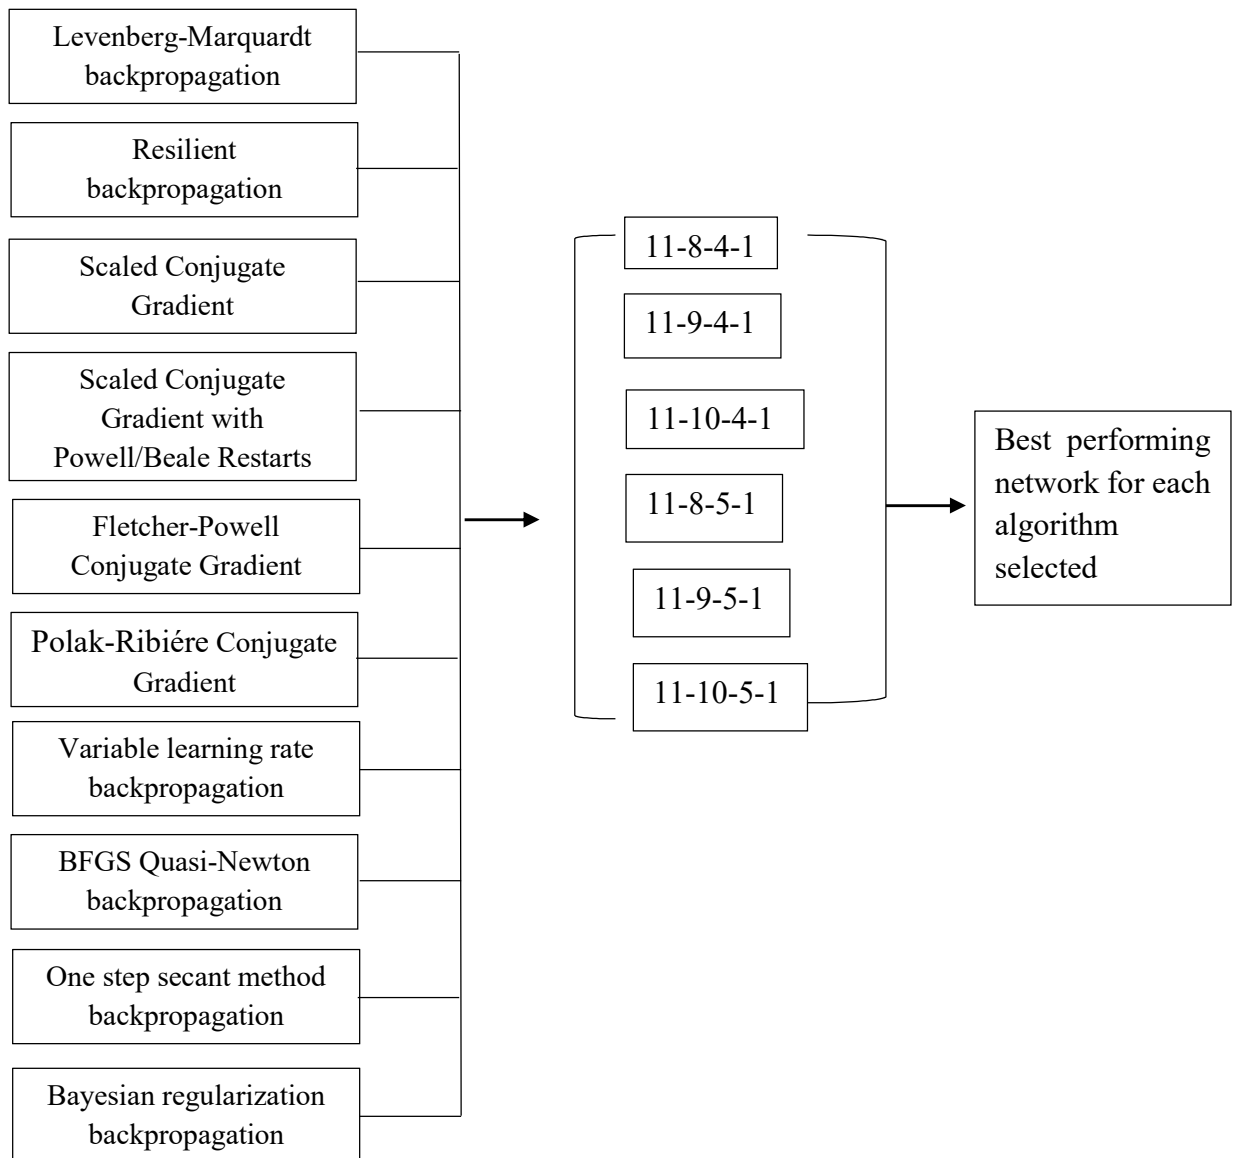 Levenberg-Marquardt
backpropagation
Resilient
backpropagation
Scaled Conjugate
Gradient
Scaled Conjugate
Gradient with
Powell/Beale Restarts
Fletcher-Powell
Conjugate Gradient
Polak-Ribiére Conjugate
Gradient
Variable learning rate
backpropagation
BFGS Quasi-Newton
backpropagation
One step secant method
backpropagation
Bayesian regularization
backpropagation
11-8-4-1
11-9-4-1
11-10-4-1
11-8-5-1
11-9-5-1
11-10-5-1
Best performing
network for each
algorithm
selected